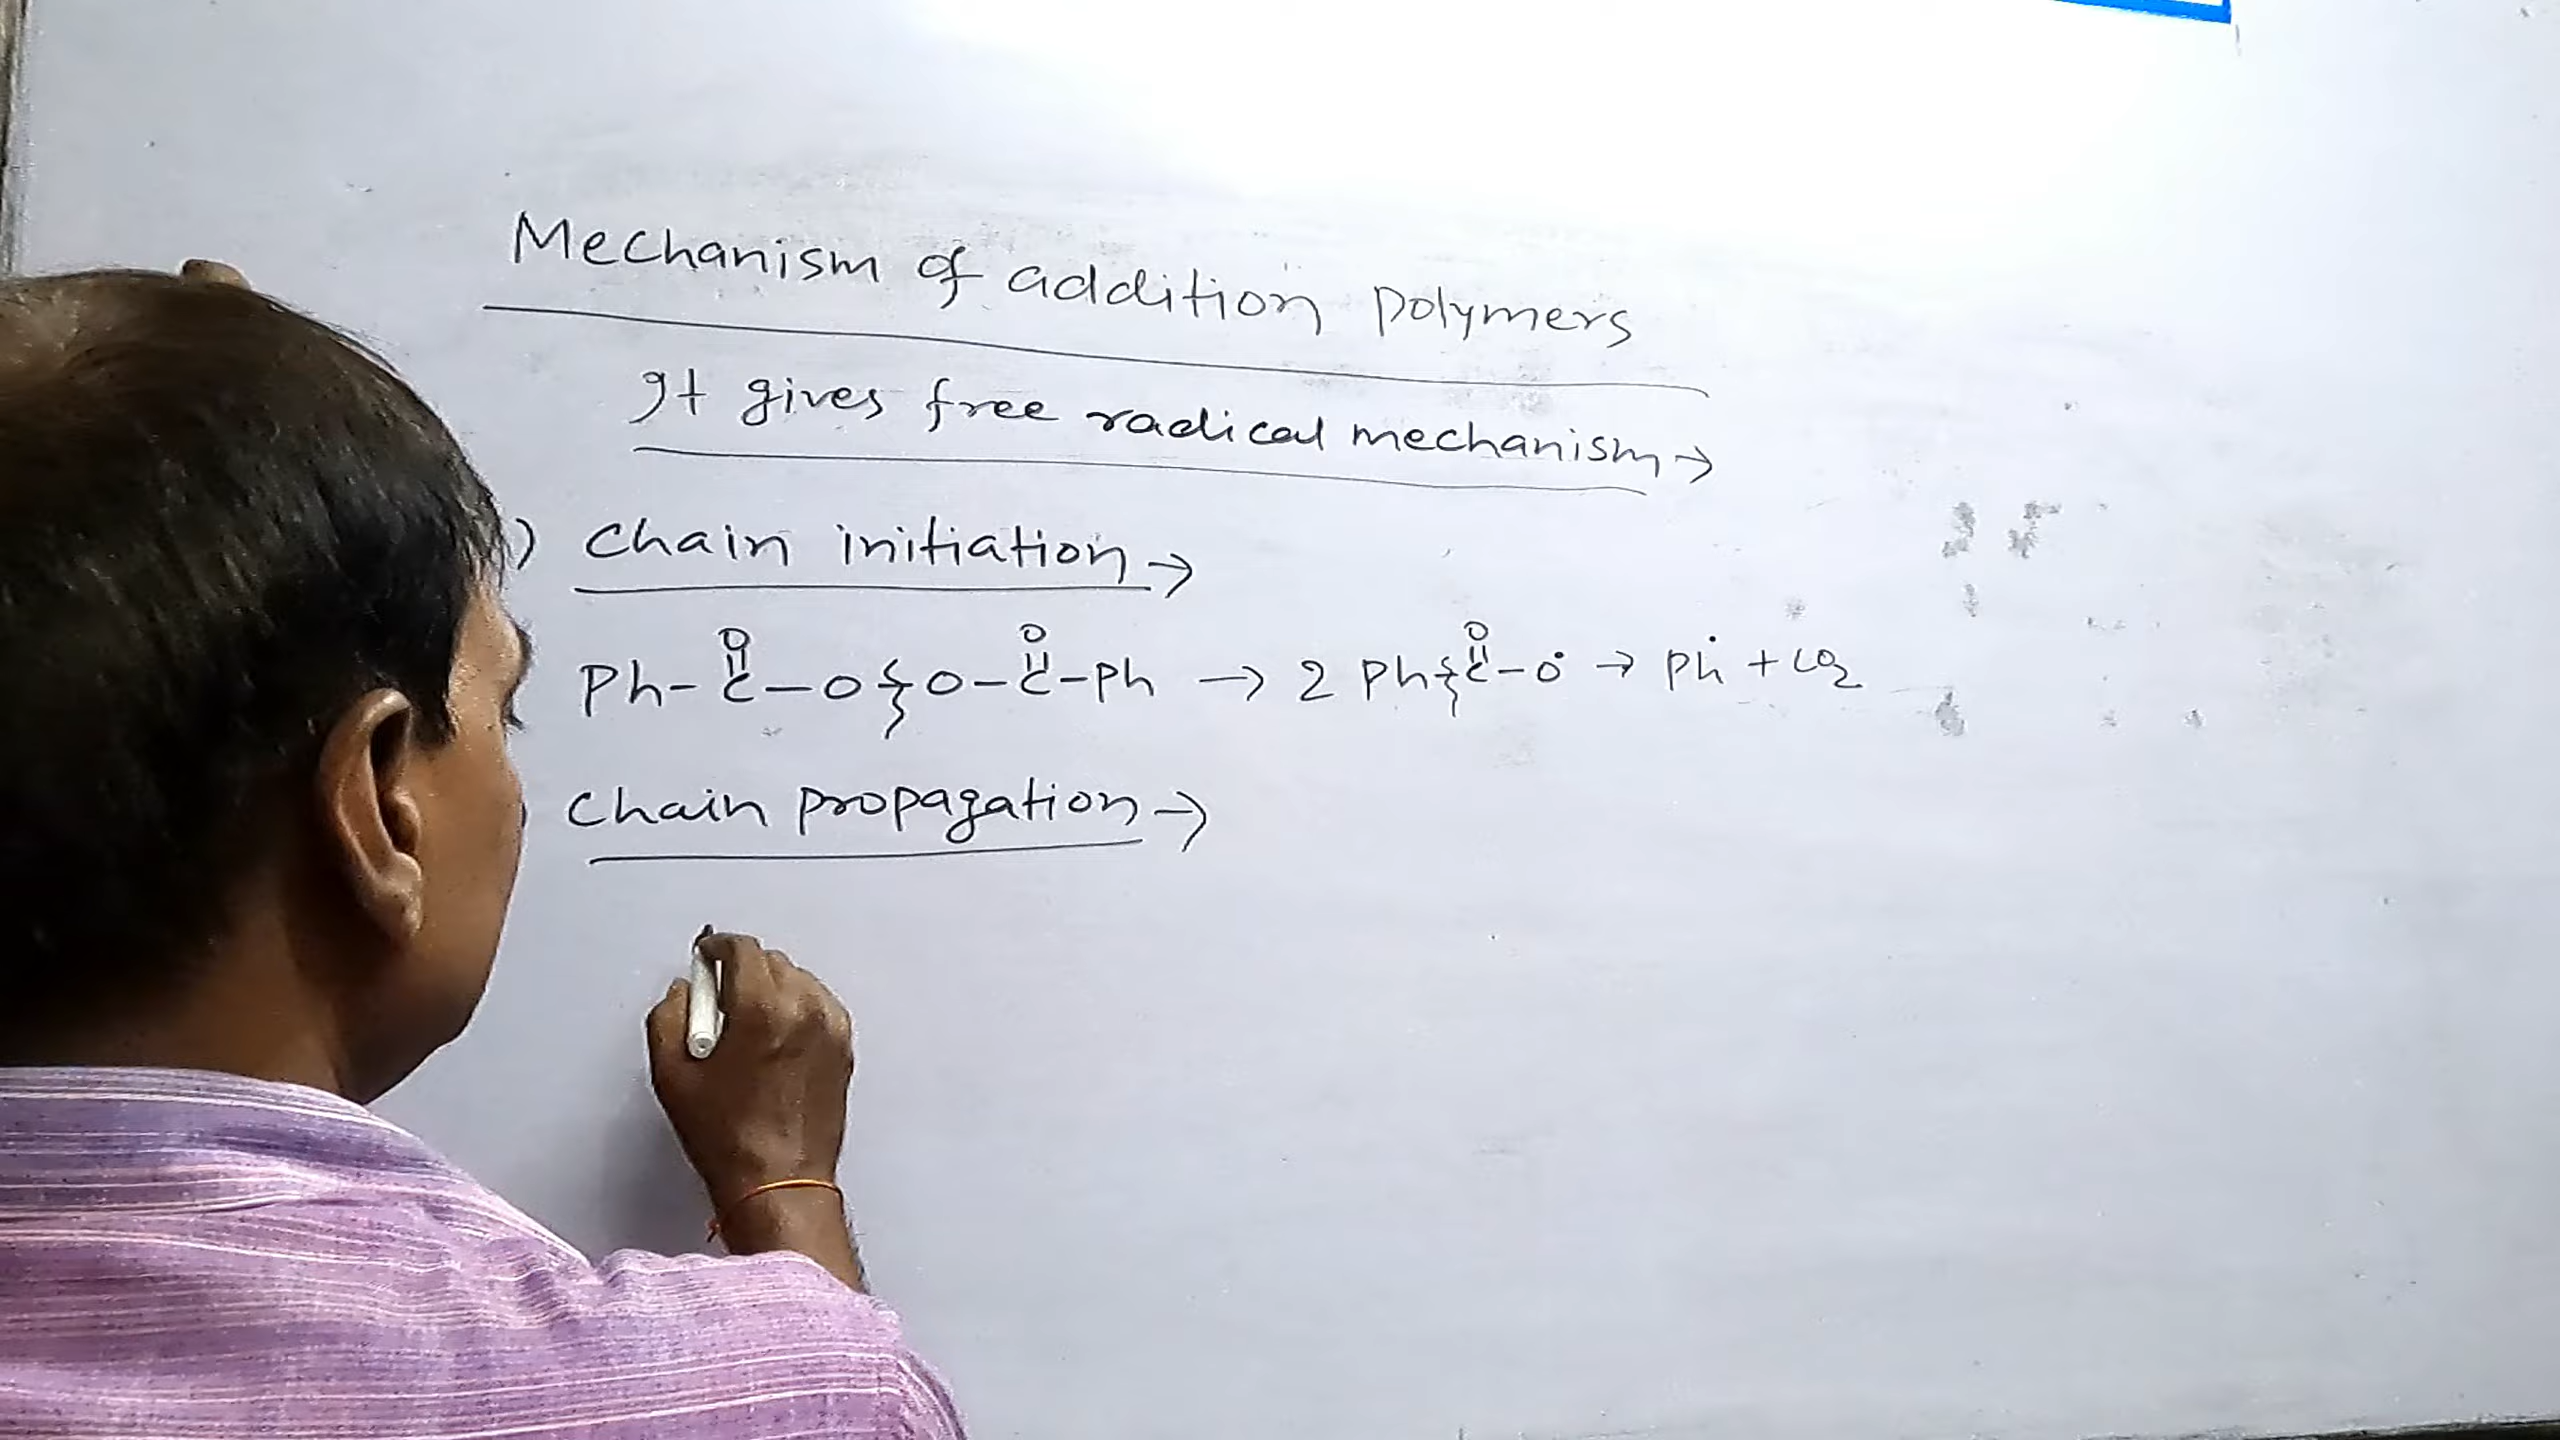 Mechanism of addition polymers
It gives free radical mechanism →
) Chain initiation →
O O O
Ph-C-O}O-C-Ph → 2 Ph}C-O• → Ph• + CO2
) Chain propagation →